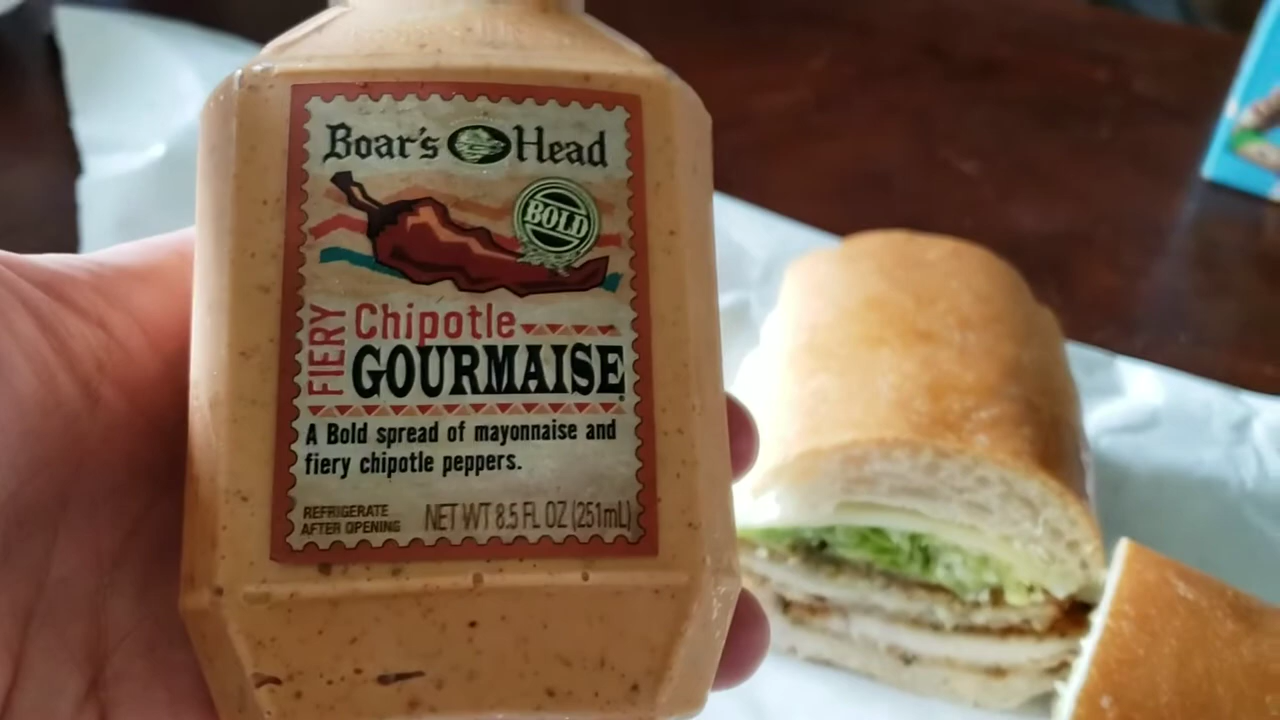 Boar's Head
BOLD
FIERY
Chipotle
GOURMAISE
A Bold spread of mayonnaise and
fiery chipotle peppers.
REFRIGERATE
AFTER OPENING
NET WT 8.5 FL OZ (251mL)